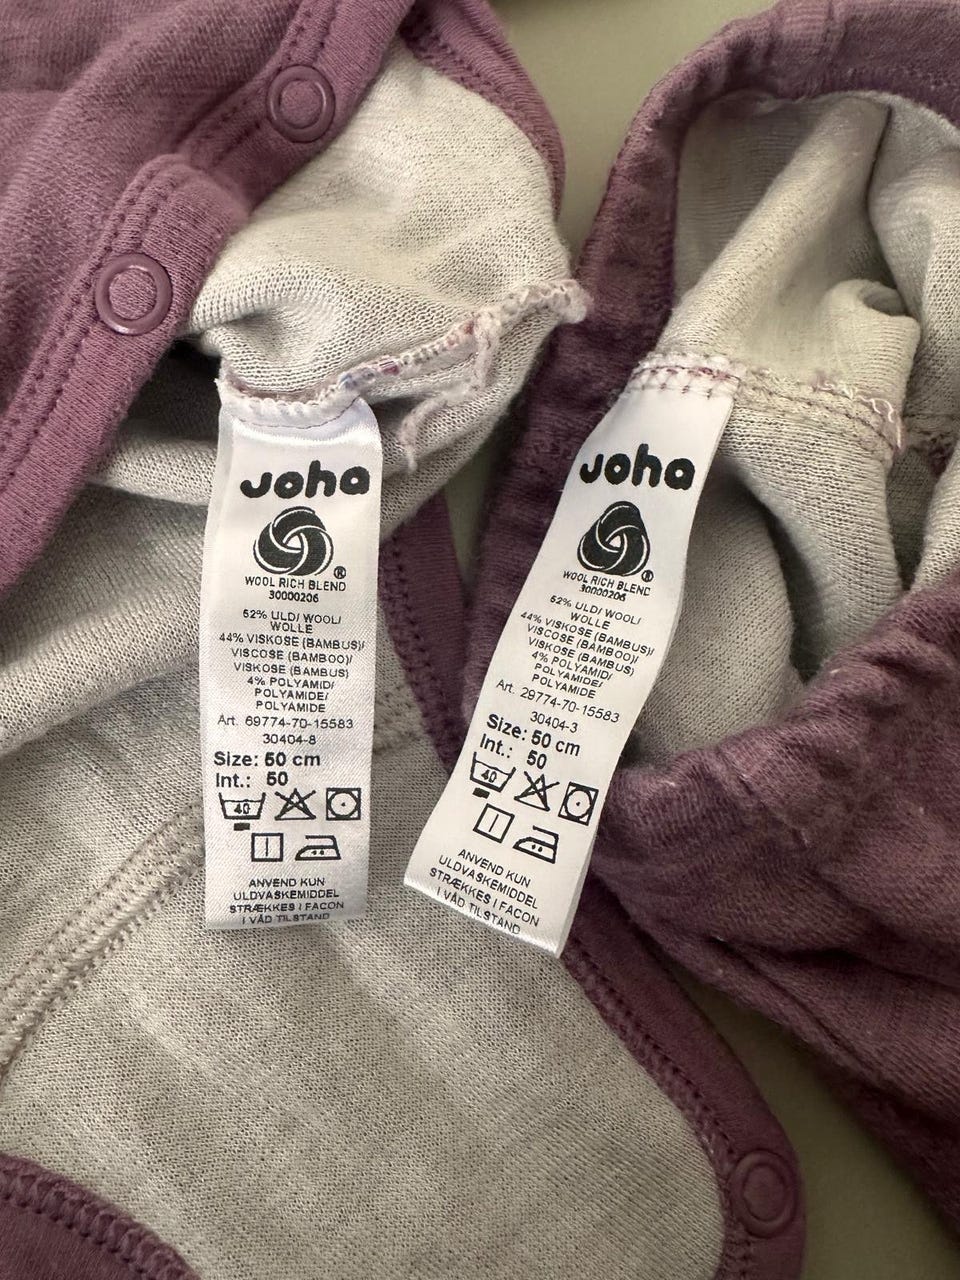 Joha
®
WOOL RICH BLEND
30000206
52% ULD/ WOOL/
WOLLE
44% VISKOSE (BAMBUS)/
VISCOSE (BAMBOO)/
VISKOSE (BAMBUS)
4% POLYAMID/
POLYAMIDE/
POLYAMIDE
Art. 69774-70-15583
30404-8
Size: 50 cm
Int.: 50
40
ANVEND KUN
ULDVASKEMIDDEL
STRÆKKES I FACON
I VÅD TILSTAND
Joha
®
WOOL RICH BLEND
30000206
52% ULD/ WOOL/
WOLLE
44% VISKOSE (BAMBUS)/
VISCOSE (BAMBOO)/
VISKOSE (BAMBUS)
4% POLYAMID/
POLYAMIDE/
POLYAMIDE
Art. 29774-70-15583
30404-3
Size: 50 cm
Int.: 50
40
ANVEND KUN
ULDVASKEMIDDEL
STRÆKKES I FACON
I VÅD TILSTAND